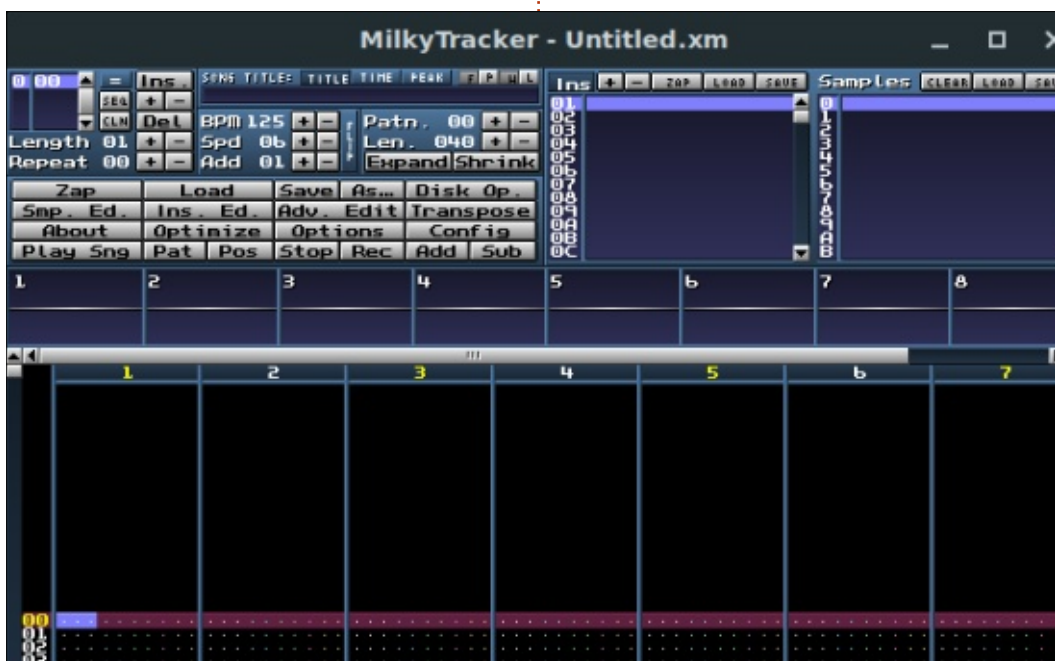 MilkyTracker - Untitled.xm
0 00 = Ins. SONG TITLE: TITLE TIME PEAK F P W L Ins + - ZAP LOAD SAVE Samples CLEAR LOAD
SEQ + -
CLN Del BPM 125 + - Patn. 00 + -
Length 01 + - Spd 06 + - FLIP Len. 040 + -
Repeat 00 + - Add 01 + - Expand Shrink
Zap Load Save As... Disk Op.
Smp. Ed. Ins. Ed. Adv. Edit Transpose
About Optimize Options Config
Play Sng Pat Pos Stop Rec Add Sub
01 0
02 1
03 2
04 3
05 4
06 5
07 6
08 7
09 8
0A 9
0B A
0C B
1 2 3 4 5 6 7 8
1 2 3 4 5 6 7
00
01
02